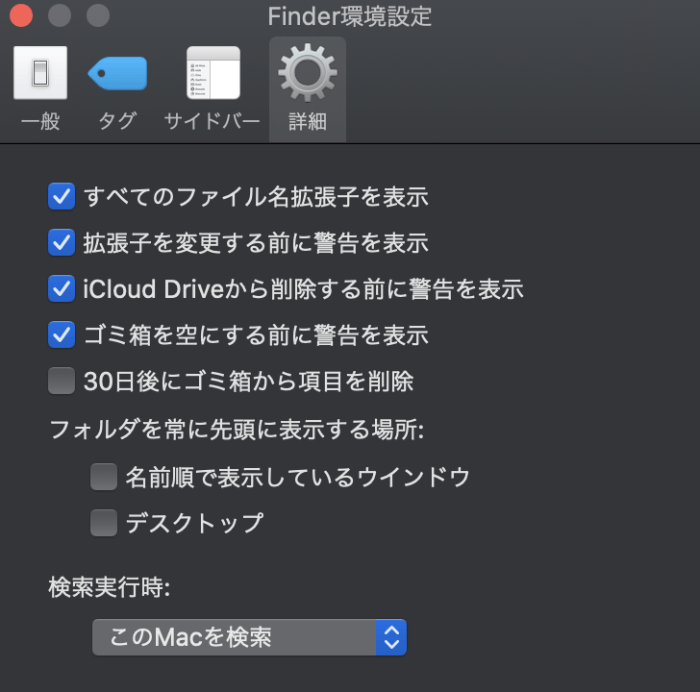 Finder環境設定
一般
タグ
サイドバー
詳細
すべてのファイル名拡張子を表示
拡張子を変更する前に警告を表示
iCloud Driveから削除する前に警告を表示
ゴミ箱を空にする前に警告を表示
30日後にゴミ箱から項目を削除
フォルダを常に先頭に表示する場所:
名前順で表示しているウインドウ
デスクトップ
検索実行時:
このMacを検索